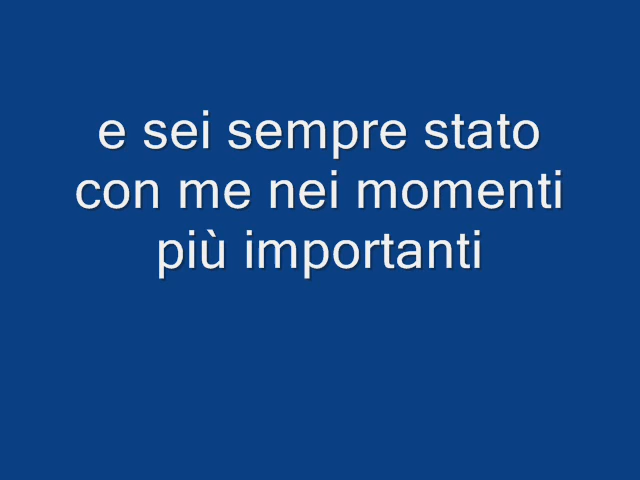 e sei sempre stato
con me nei momenti
più importanti